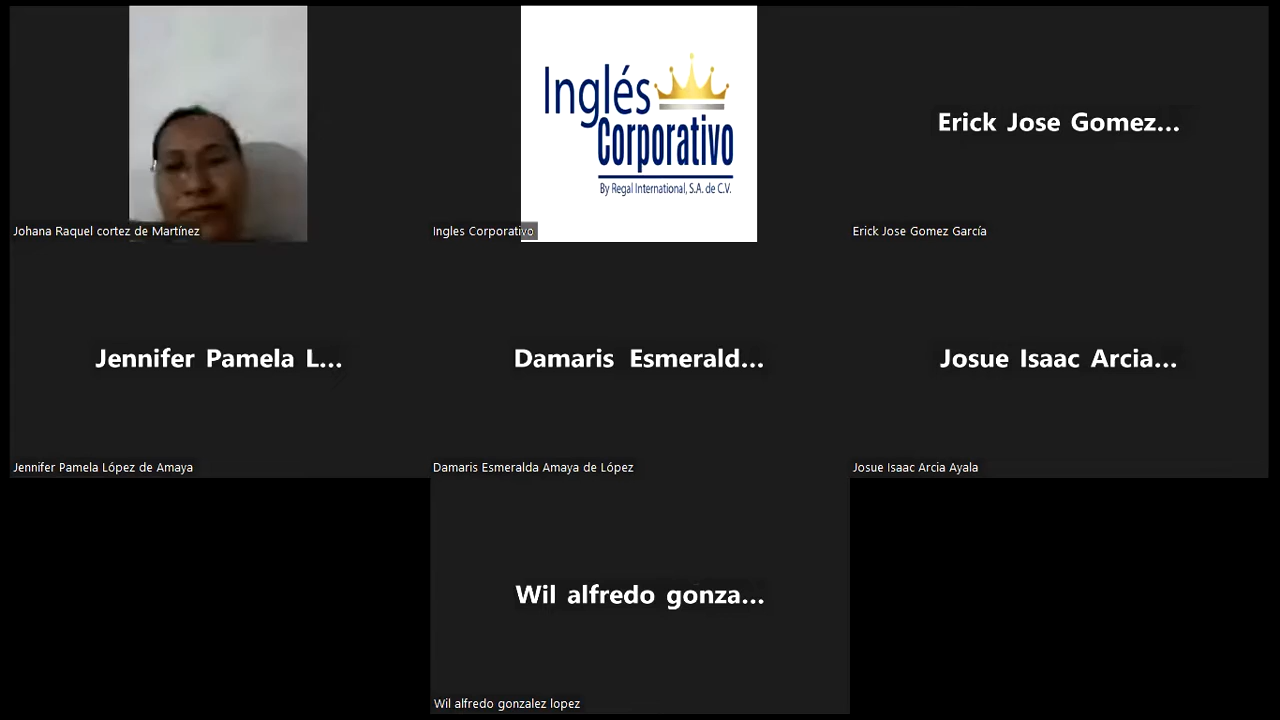 Inglés
Corporativo
By Regal International, S.A. de C.V.
Erick Jose Gomez...
Johana Raquel cortez de Martínez
Ingles Corporativo
Erick Jose Gomez García
Jennifer Pamela L...
Damaris Esmerald...
Josue Isaac Arcia...
Jennifer Pamela López de Amaya
Damaris Esmeralda Amaya de López
Josue Isaac Arcia Ayala
Wil alfredo gonza...
Wil alfredo gonzalez lopez